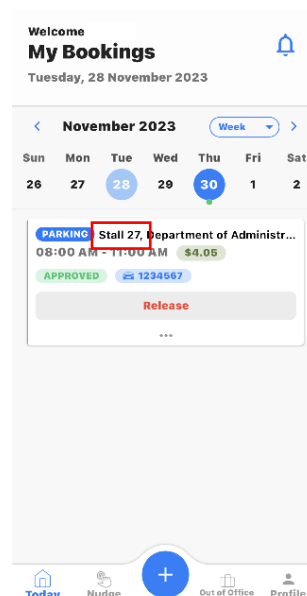 Welcome
My Bookings
Tuesday, 28 November 2023
November 2023 Week
Sun Mon Tue Wed Thu Fri Sat
26 27 28 29 30 1 2
PARKING Stall 27, Department of Administr...
08:00 AM - 11:00 AM $4.05
APPROVED 1234567
Release
...
Today Nudge + Out of Office Profile